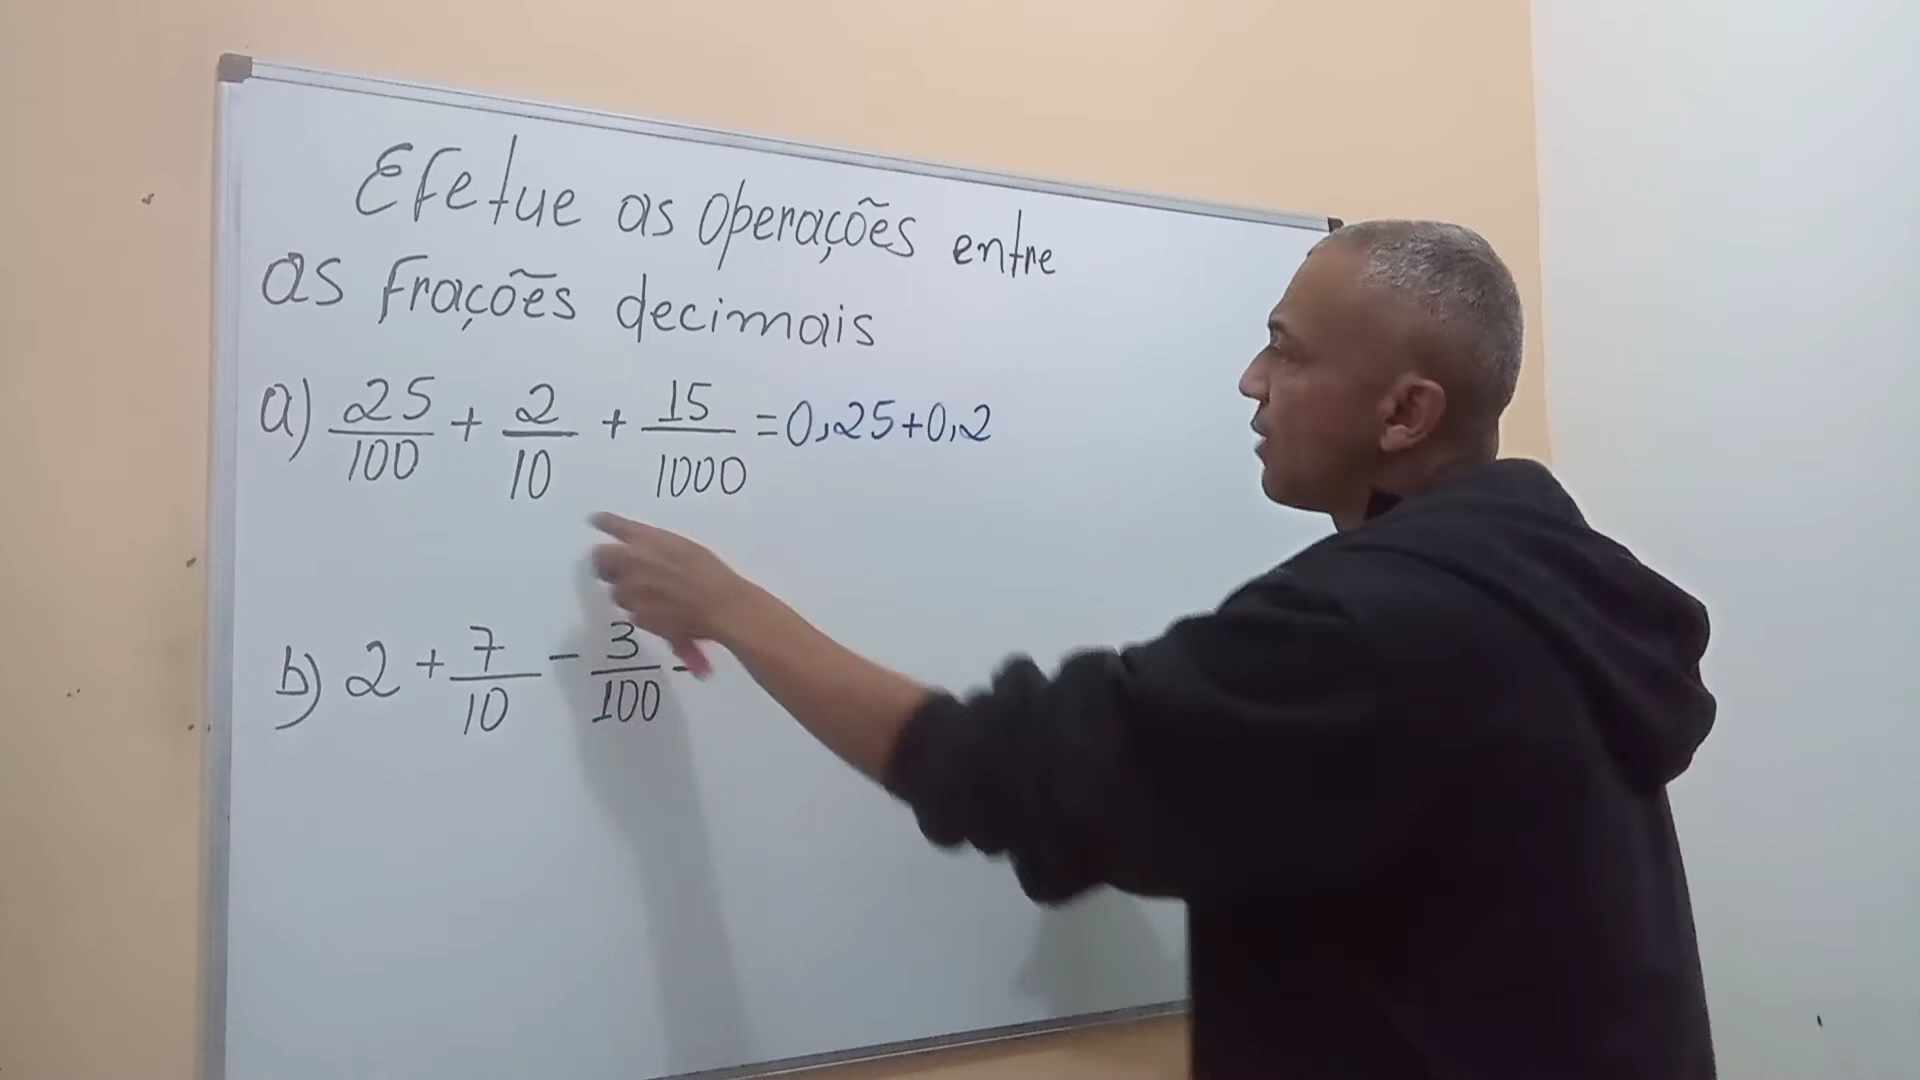 Efetue as operações entre
as frações decimais
a) 25/100 + 2/10 + 15/1000 = 0,25+0,2
b) 2 + 7/10 - 3/100 =